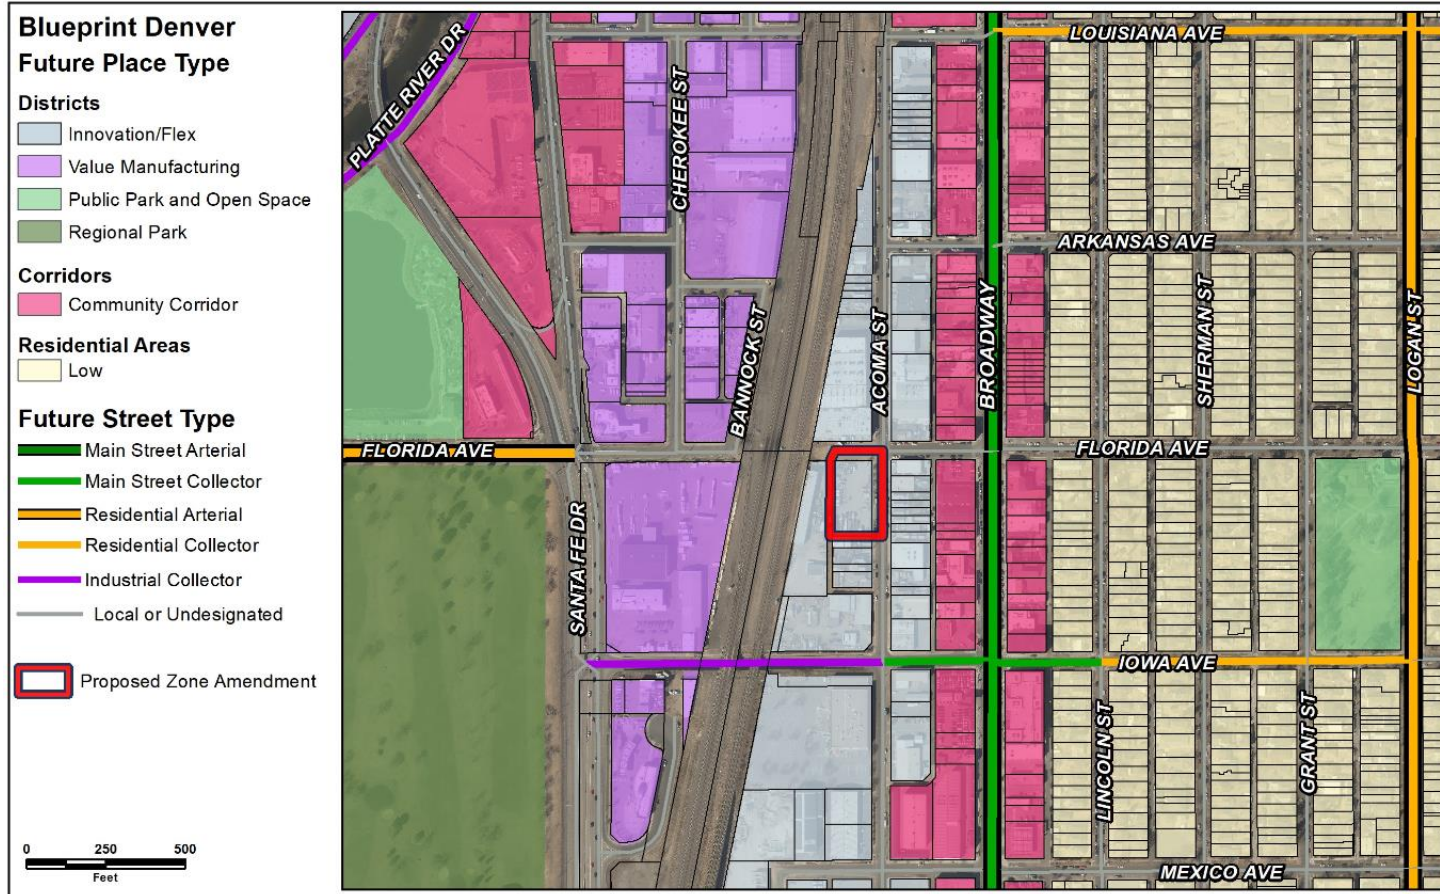 Blueprint Denver
Future Place Type
Districts
Innovation/Flex
Value Manufacturing
Public Park and Open Space
Regional Park
Corridors
Community Corridor
Residential Areas
Low
Future Street Type
Main Street Arterial
Main Street Collector
Residential Arterial
Residential Collector
Industrial Collector
Local or Undesignated
Proposed Zone Amendment
0 250 500
Feet
PLATTE RIVER DR
CHEROKEE ST
LOUISIANA AVE
ARKANSAS AVE
BANNOCK ST
ACOMA ST
BROADWAY
SHERMAN ST
LOGAN ST
FLORIDA AVE
FLORIDA AVE
SANTA FE DR
IOWA AVE
LINCOLN ST
GRANT ST
MEXICO AVE